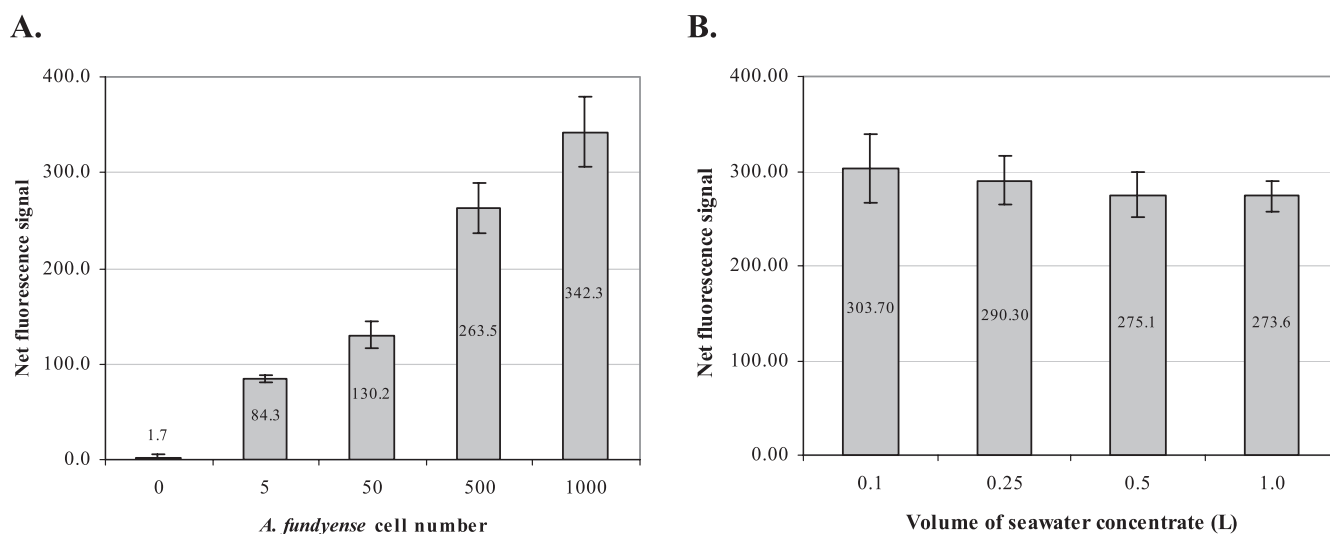 A.
400.0
300.0
200.0
100.0
0.0
Net fluorescence signal
1.7
84.3
130.2
263.5
342.3
0 5 50 500 1000
A. fundyense cell number
B.
400.00
300.00
200.00
100.00
0.00
Net fluorescence signal
303.70
290.30
275.1
273.6
0.1 0.25 0.5 1.0
Volume of seawater concentrate (L)